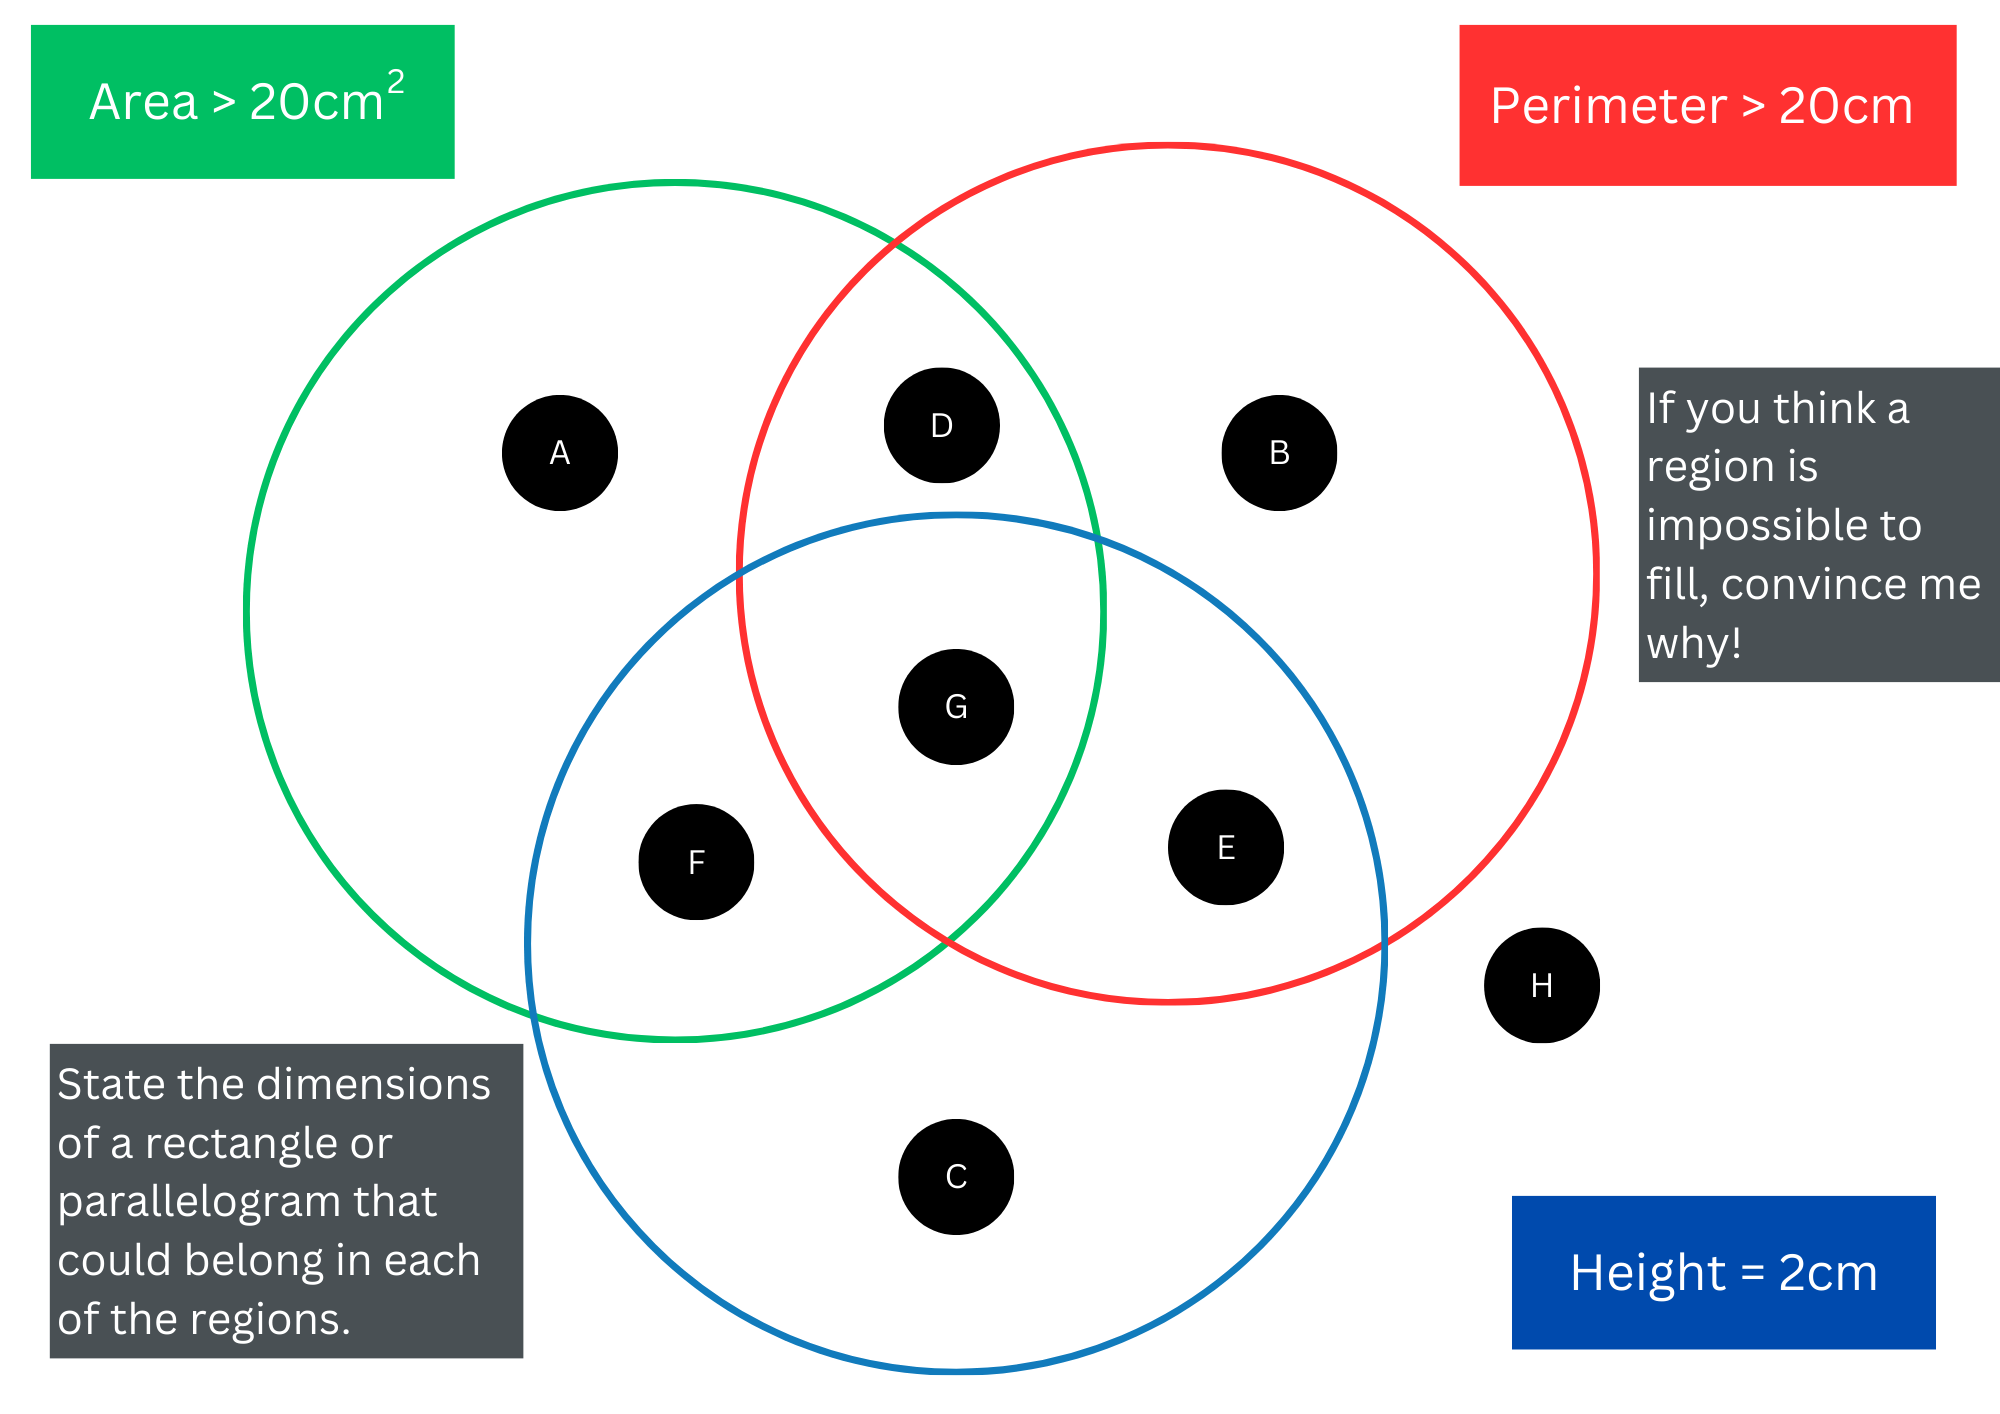 Area > 20cm²
Perimeter > 20cm
A
D
B
If you think a
region is
impossible to
fill, convince me
why!
G
F
E
H
State the dimensions
of a rectangle or
parallelogram that
could belong in each
of the regions.
C
Height = 2cm